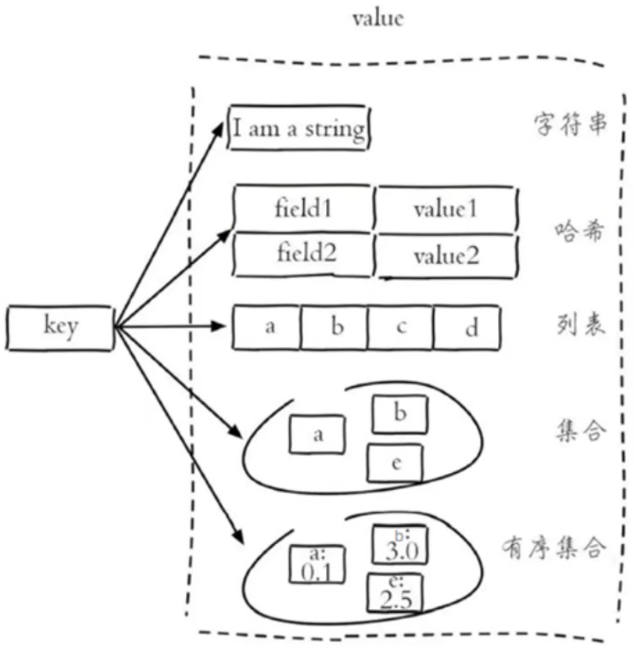 value
I am a string
字符串
field1 value1
哈希
field2 value2
key
a b c d
列表
a
b
e
集合
a:
0.1
b:
3.0
e:
2.5
有序集合